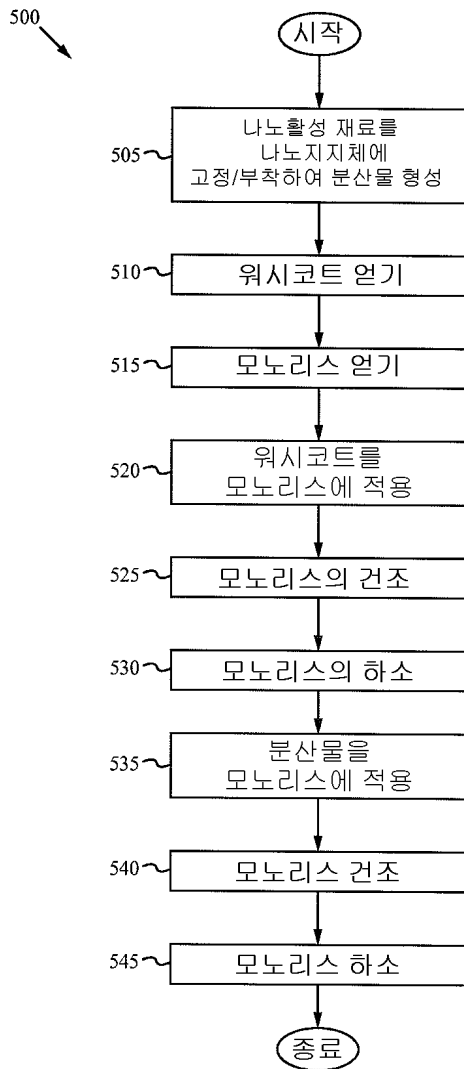 500
시작
505
나노활성 재료를
나노지지체에
고정/부착하여 분산물 형성
510
워시코트 얻기
515
모노리스 얻기
520
워시코트를
모노리스에 적용
525
모노리스의 건조
530
모노리스의 하소
535
분산물을
모노리스에 적용
540
모노리스 건조
545
모노리스 하소
종료